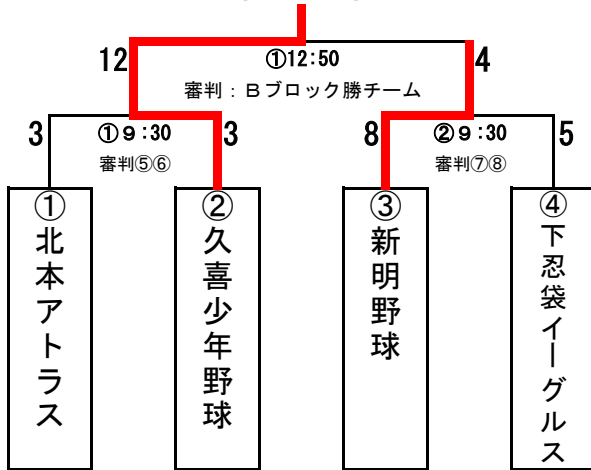 12
①12:50
4
審判：Bブロック勝チーム
3
①9:30
3
8
②9:30
5
審判⑤⑥
審判⑦⑧
①北本アトラス
②久喜少年野球
③新明野球
④下忍袋イーグルス